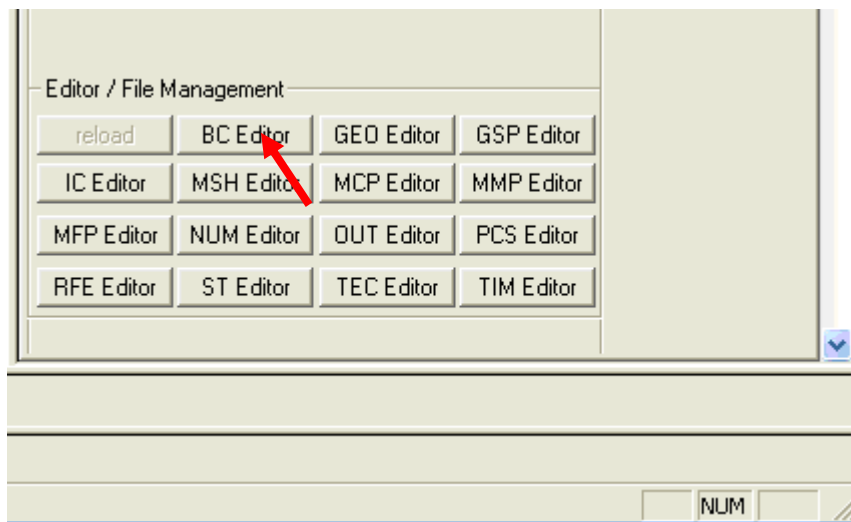 Editor / File Management
reload BC Editor GEO Editor GSP Editor
IC Editor MSH Editor MCP Editor MMP Editor
MFP Editor NUM Editor OUT Editor PCS Editor
RFE Editor ST Editor TEC Editor TIM Editor
NUM